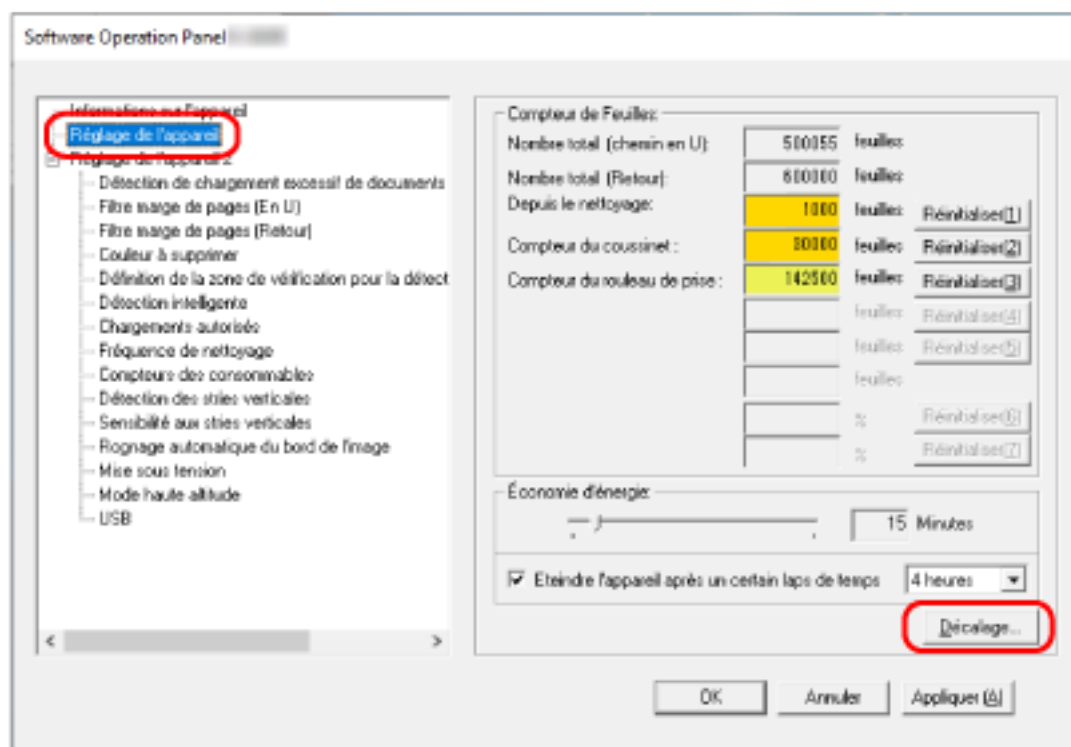 Software Operation Panel
Informations sur l'appareil
Réglage de l'appareil
Réglage de l'appareil 2
Détection de chargement excessif de documents
Filtre marge de pages (En U)
Filtre marge de pages (Retour)
Couleur à supprimer
Définition de la zone de vérification pour la détect
Détection intelligente
Chargements autorisés
Fréquence de nettoyage
Compteurs des consommables
Détection des stries verticales
Sensibilité aux stries verticales
Rognage automatique du bord de l'image
Mise sous tension
Mode haute altitude
USB
Compteur de Feuilles:
Nombre total (chemin en U): 500055 feuilles
Nombre total (Retour): 600000 feuilles
Depuis le nettoyage: 1000 feuilles Réinitialiser(1)
Compteur du coussinet : 30000 feuilles Réinitialiser(2)
Compteur du rouleau de prise : 142500 feuilles Réinitialiser(3)
feuilles Réinitialiser(4)
feuilles Réinitialiser(5)
feuilles
% Réinitialiser(6)
% Réinitialiser(7)
Économie d'énergie:
15 Minutes
Eteindre l'appareil après un certain laps de temps 4 heures
Décalage...
OK Annuler Appliquer (A)